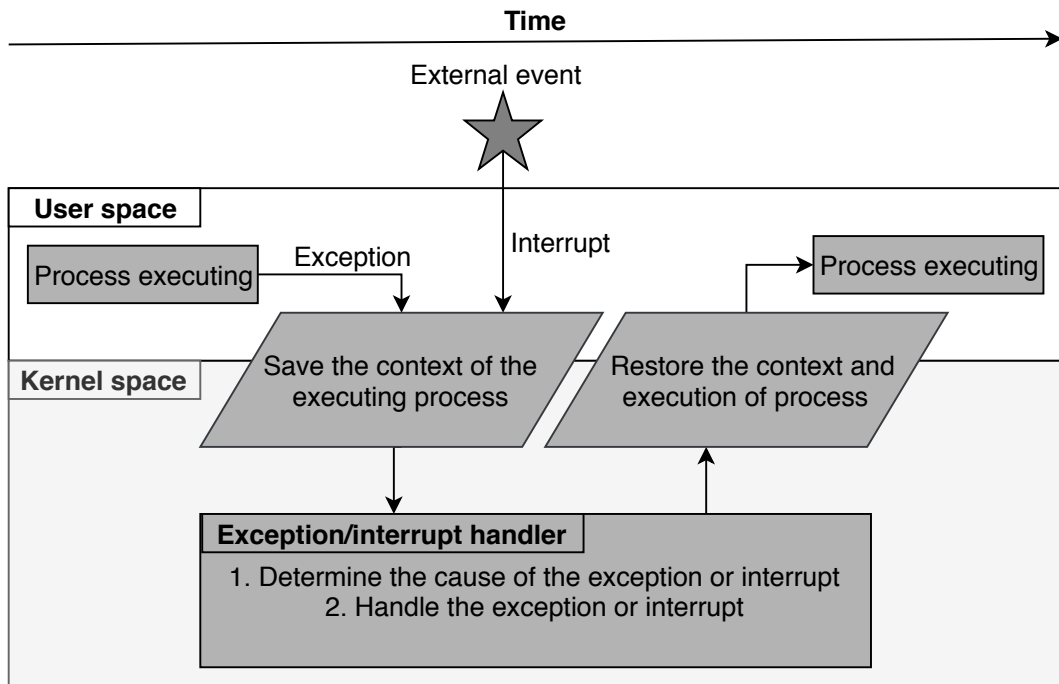 Time
External event
User space
Process executing
Exception
Interrupt
Process executing
Save the context of the
executing process
Restore the context and
execution of process
Kernel space
Exception/interrupt handler
1. Determine the cause of the exception or interrupt
2. Handle the exception or interrupt